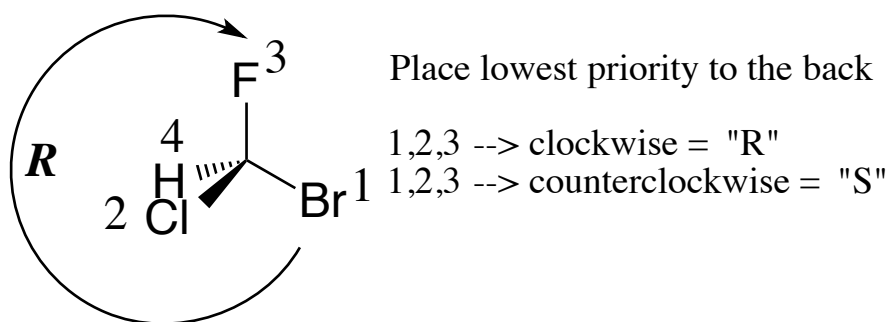 F 3
Place lowest priority to the back
4
1,2,3 --> clockwise = "R"
R
H
1,2,3 --> counterclockwise = "S"
2 Cl
Br 1